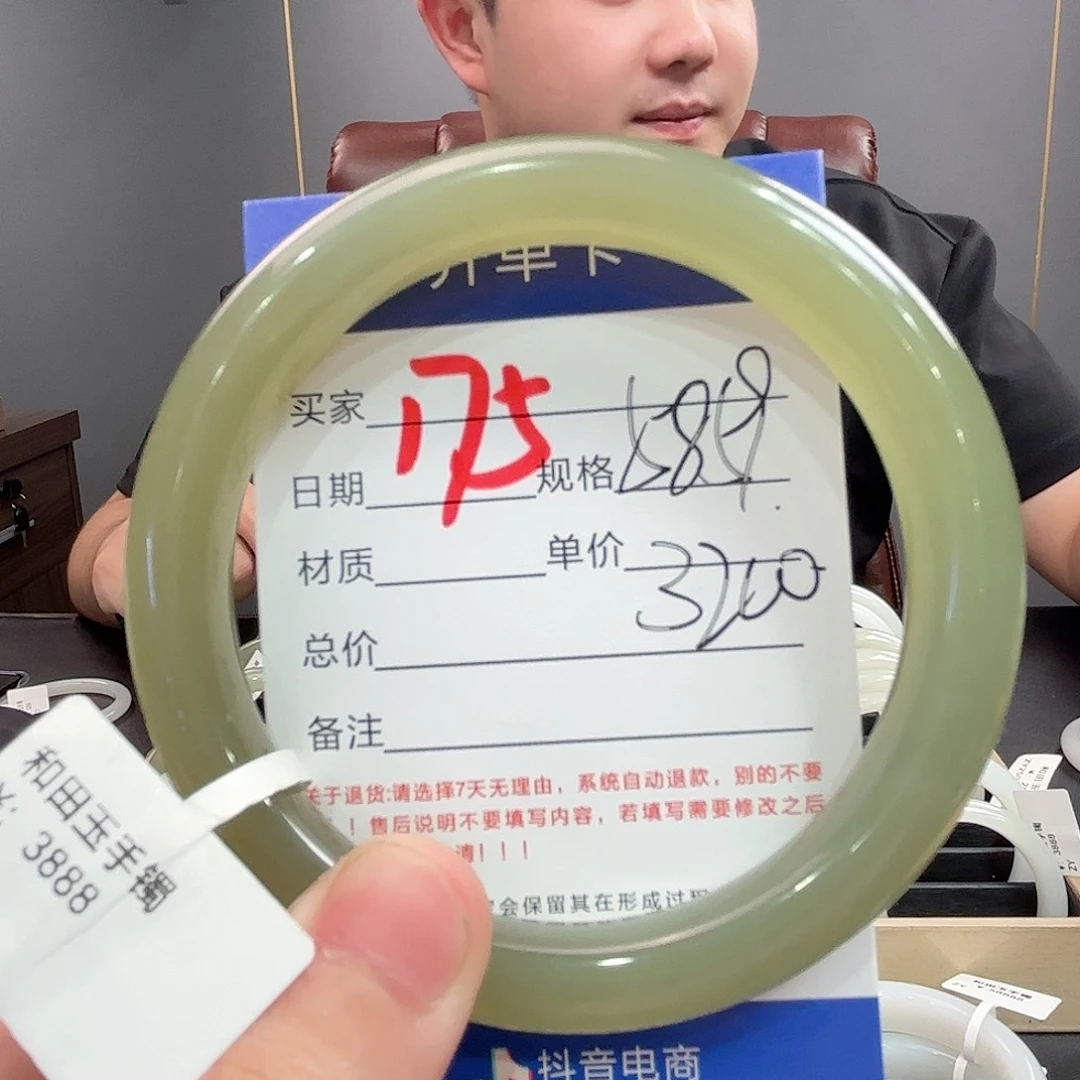 开单卡
买家
175
日期
规格
材质
单价
总价
备注
关于退货:请选择7天无理由，系统自动退款，别的不要
！售后说明不要填写内容，若填写需要修改之后
请！！！
会保留其在形成过程
抖音电商
和田玉手镯
3888
3888
ZY